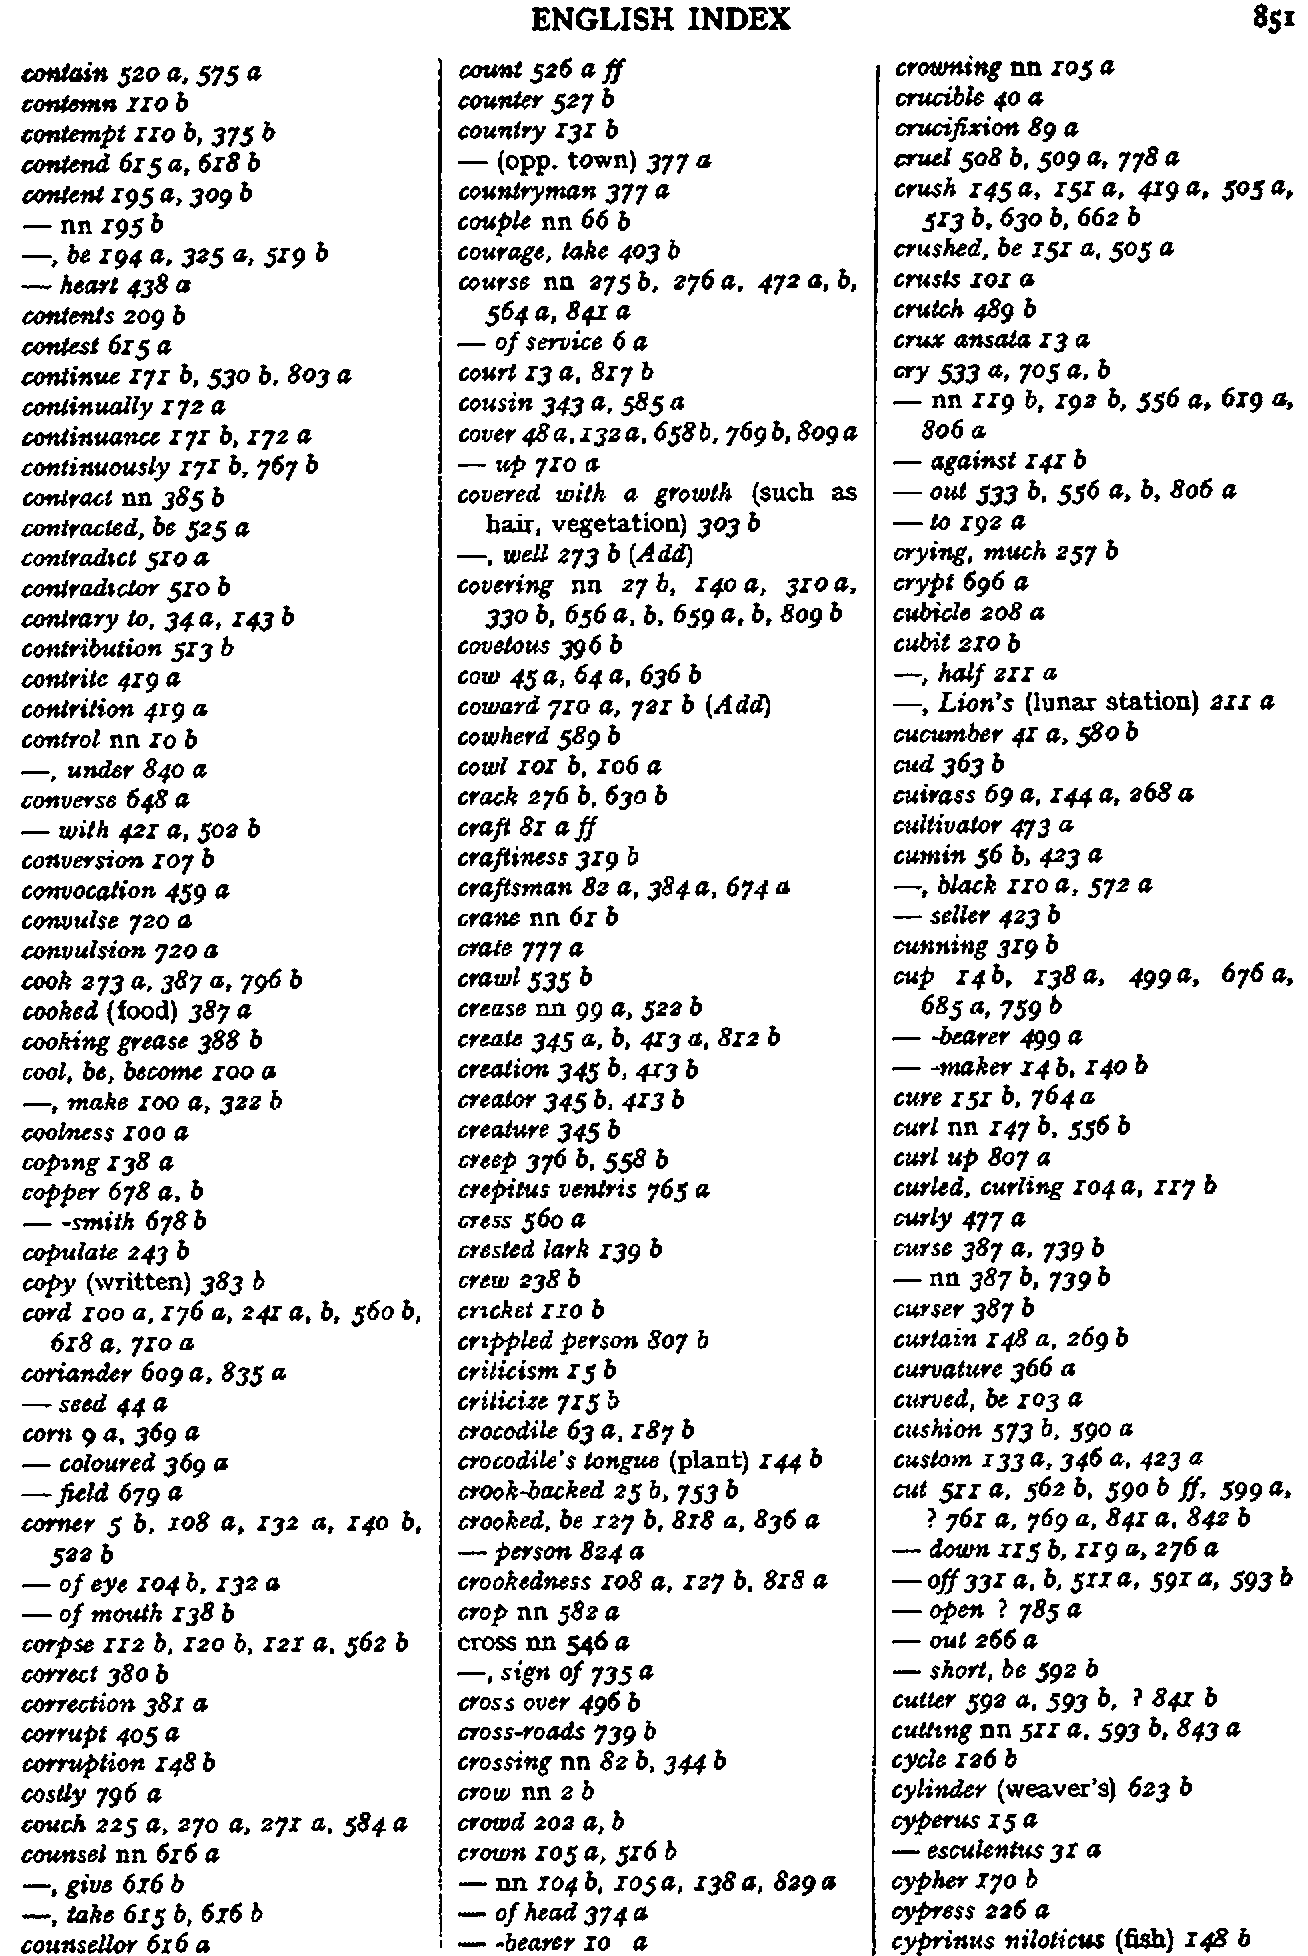 ENGLISH INDEX
851
contain 520 a, 575 a
contemn 110 b
contempt 110 b, 375 b
contend 615 a, 618 b
content 195 a, 309 b
— nn 195 b
—, be 194 a, 325 a, 519 b
— heart 438 a
contents 209 b
contest 615 a
continue 171 b, 530 b, 803 a
continually 172 a
continuance 171 b, 172 a
continuously 171 b, 767 b
contract nn 385 b
contracted, be 525 a
contradict 510 a
contradictor 510 b
contrary to, 34 a, 143 b
contribution 513 b
contrite 419 a
contrition 419 a
control nn 10 b
—, under 840 a
converse 648 a
— with 421 a, 502 b
conversion 107 b
convocation 459 a
convulse 720 a
convulsion 720 a
cook 273 a, 387 a, 796 b
cooked (food) 387 a
cooking grease 388 b
cool, be, become 100 a
—, make 100 a, 322 b
coolness 100 a
coping 138 a
copper 678 a, b
— -smith 678 b
copulate 243 b
copy (written) 383 b
cord 100 a, 176 a, 241 a, b, 560 b,
618 a, 710 a
coriander 609 a, 835 a
— seed 44 a
corn 9 a, 369 a
— coloured 369 a
— field 679 a
corner 5 b, 108 a, 132 a, 140 b,
522 b
— of eye 104 b, 132 a
— of mouth 138 b
corpse 112 b, 120 b, 121 a, 562 b
correct 380 b
correction 381 a
corrupt 405 a
corruption 148 b
costly 796 a
couch 225 a, 270 a, 271 a, 584 a
counsel nn 616 a
—, give 616 b
—, take 615 b, 616 b
counsellor 616 a
count 526 a ff
counter 527 b
country 131 b
— (opp. town) 377 a
countryman 377 a
couple nn 66 b
courage, take 403 b
course nn 275 b, 276 a, 472 a, b,
564 a, 841 a
— of service 6 a
court 13 a, 817 b
cousin 343 a, 585 a
cover 48 a, 132 a, 658 b, 769 b, 809 a
— up 710 a
covered with a growth (such as
hair, vegetation) 303 b
—, well 273 b (Add)
covering nn 27 b, 140 a, 310 a,
330 b, 656 a, b, 659 a, b, 809 b
covetous 396 b
cow 45 a, 64 a, 636 b
coward 710 a, 721 b (Add)
cowherd 589 b
cowl 101 b, 106 a
crack 276 b, 630 b
craft 81 a ff
craftiness 319 b
craftsman 82 a, 384 a, 674 a
crane nn 61 b
crate 777 a
crawl 535 b
crease nn 99 a, 522 b
create 345 a, b, 413 a, 812 b
creation 345 b, 413 b
creator 345 b, 413 b
creature 345 b
creep 376 b, 558 b
crepitus ventris 765 a
cress 560 a
crested lark 139 b
crew 238 b
cricket 110 b
crippled person 807 b
criticism 15 b
criticize 715 b
crocodile 63 a, 187 b
crocodile's tongue (plant) 144 b
crook-backed 25 b, 753 b
crooked, be 127 b, 818 a, 836 a
— person 824 a
crookedness 108 a, 127 b, 818 a
crop nn 582 a
cross nn 546 a
—, sign of 735 a
cross over 496 b
cross-roads 739 b
crossing nn 82 b, 344 b
crow nn 2 b
crowd 202 a, b
crown 105 a, 516 b
— nn 104 b, 105 a, 138 a, 829 a
— of head 374 a
— -bearer 10 a
crowning nn 105 a
crucible 40 a
crucifixion 89 a
cruel 508 b, 509 a, 778 a
crush 145 a, 151 a, 419 a, 505 a,
513 b, 630 b, 662 b
crushed, be 151 a, 505 a
crusts 101 a
crutch 489 b
crux ansata 13 a
cry 533 a, 705 a, b
— nn 119 b, 192 b, 556 a, 619 a,
806 a
— against 141 b
— out 533 b, 556 a, b, 806 a
— to 192 a
crying, much 257 b
crypt 696 a
cubicle 208 a
cubit 210 b
—, half 211 a
—, Lion's (lunar station) 211 a
cucumber 41 a, 580 b
cud 363 b
cuirass 69 a, 144 a, 268 a
cultivator 473 a
cumin 56 b, 423 a
—, black 110 a, 572 a
— seller 423 b
cunning 319 b
cup 14 b, 138 a, 499 a, 676 a,
685 a, 759 b
— -bearer 499 a
— -maker 14 b, 140 b
cure 151 b, 764 a
curl nn 147 b, 556 b
curl up 807 a
curled, curling 104 a, 117 b
curly 477 a
curse 387 a, 739 b
— nn 387 b, 739 b
curser 387 b
curtain 148 a, 269 b
curvature 366 a
curved, be 103 a
cushion 573 b, 590 a
custom 133 a, 346 a, 423 a
cut 511 a, 562 b, 590 b ff, 599 a,
? 761 a, 769 a, 841 a, 842 b
— down 115 b, 119 a, 276 a
— off 331 a, b, 511 a, 591 a, 593 b
— open ? 785 a
— out 266 a
— short, be 592 b
cutter 592 a, 593 b, ? 841 b
cutting nn 511 a, 593 b, 843 a
cycle 126 b
cylinder (weaver's) 623 b
cyperus 15 a
— esculentus 31 a
cypher 170 b
cypress 226 a
cyprinus niloticus (fish) 148 b